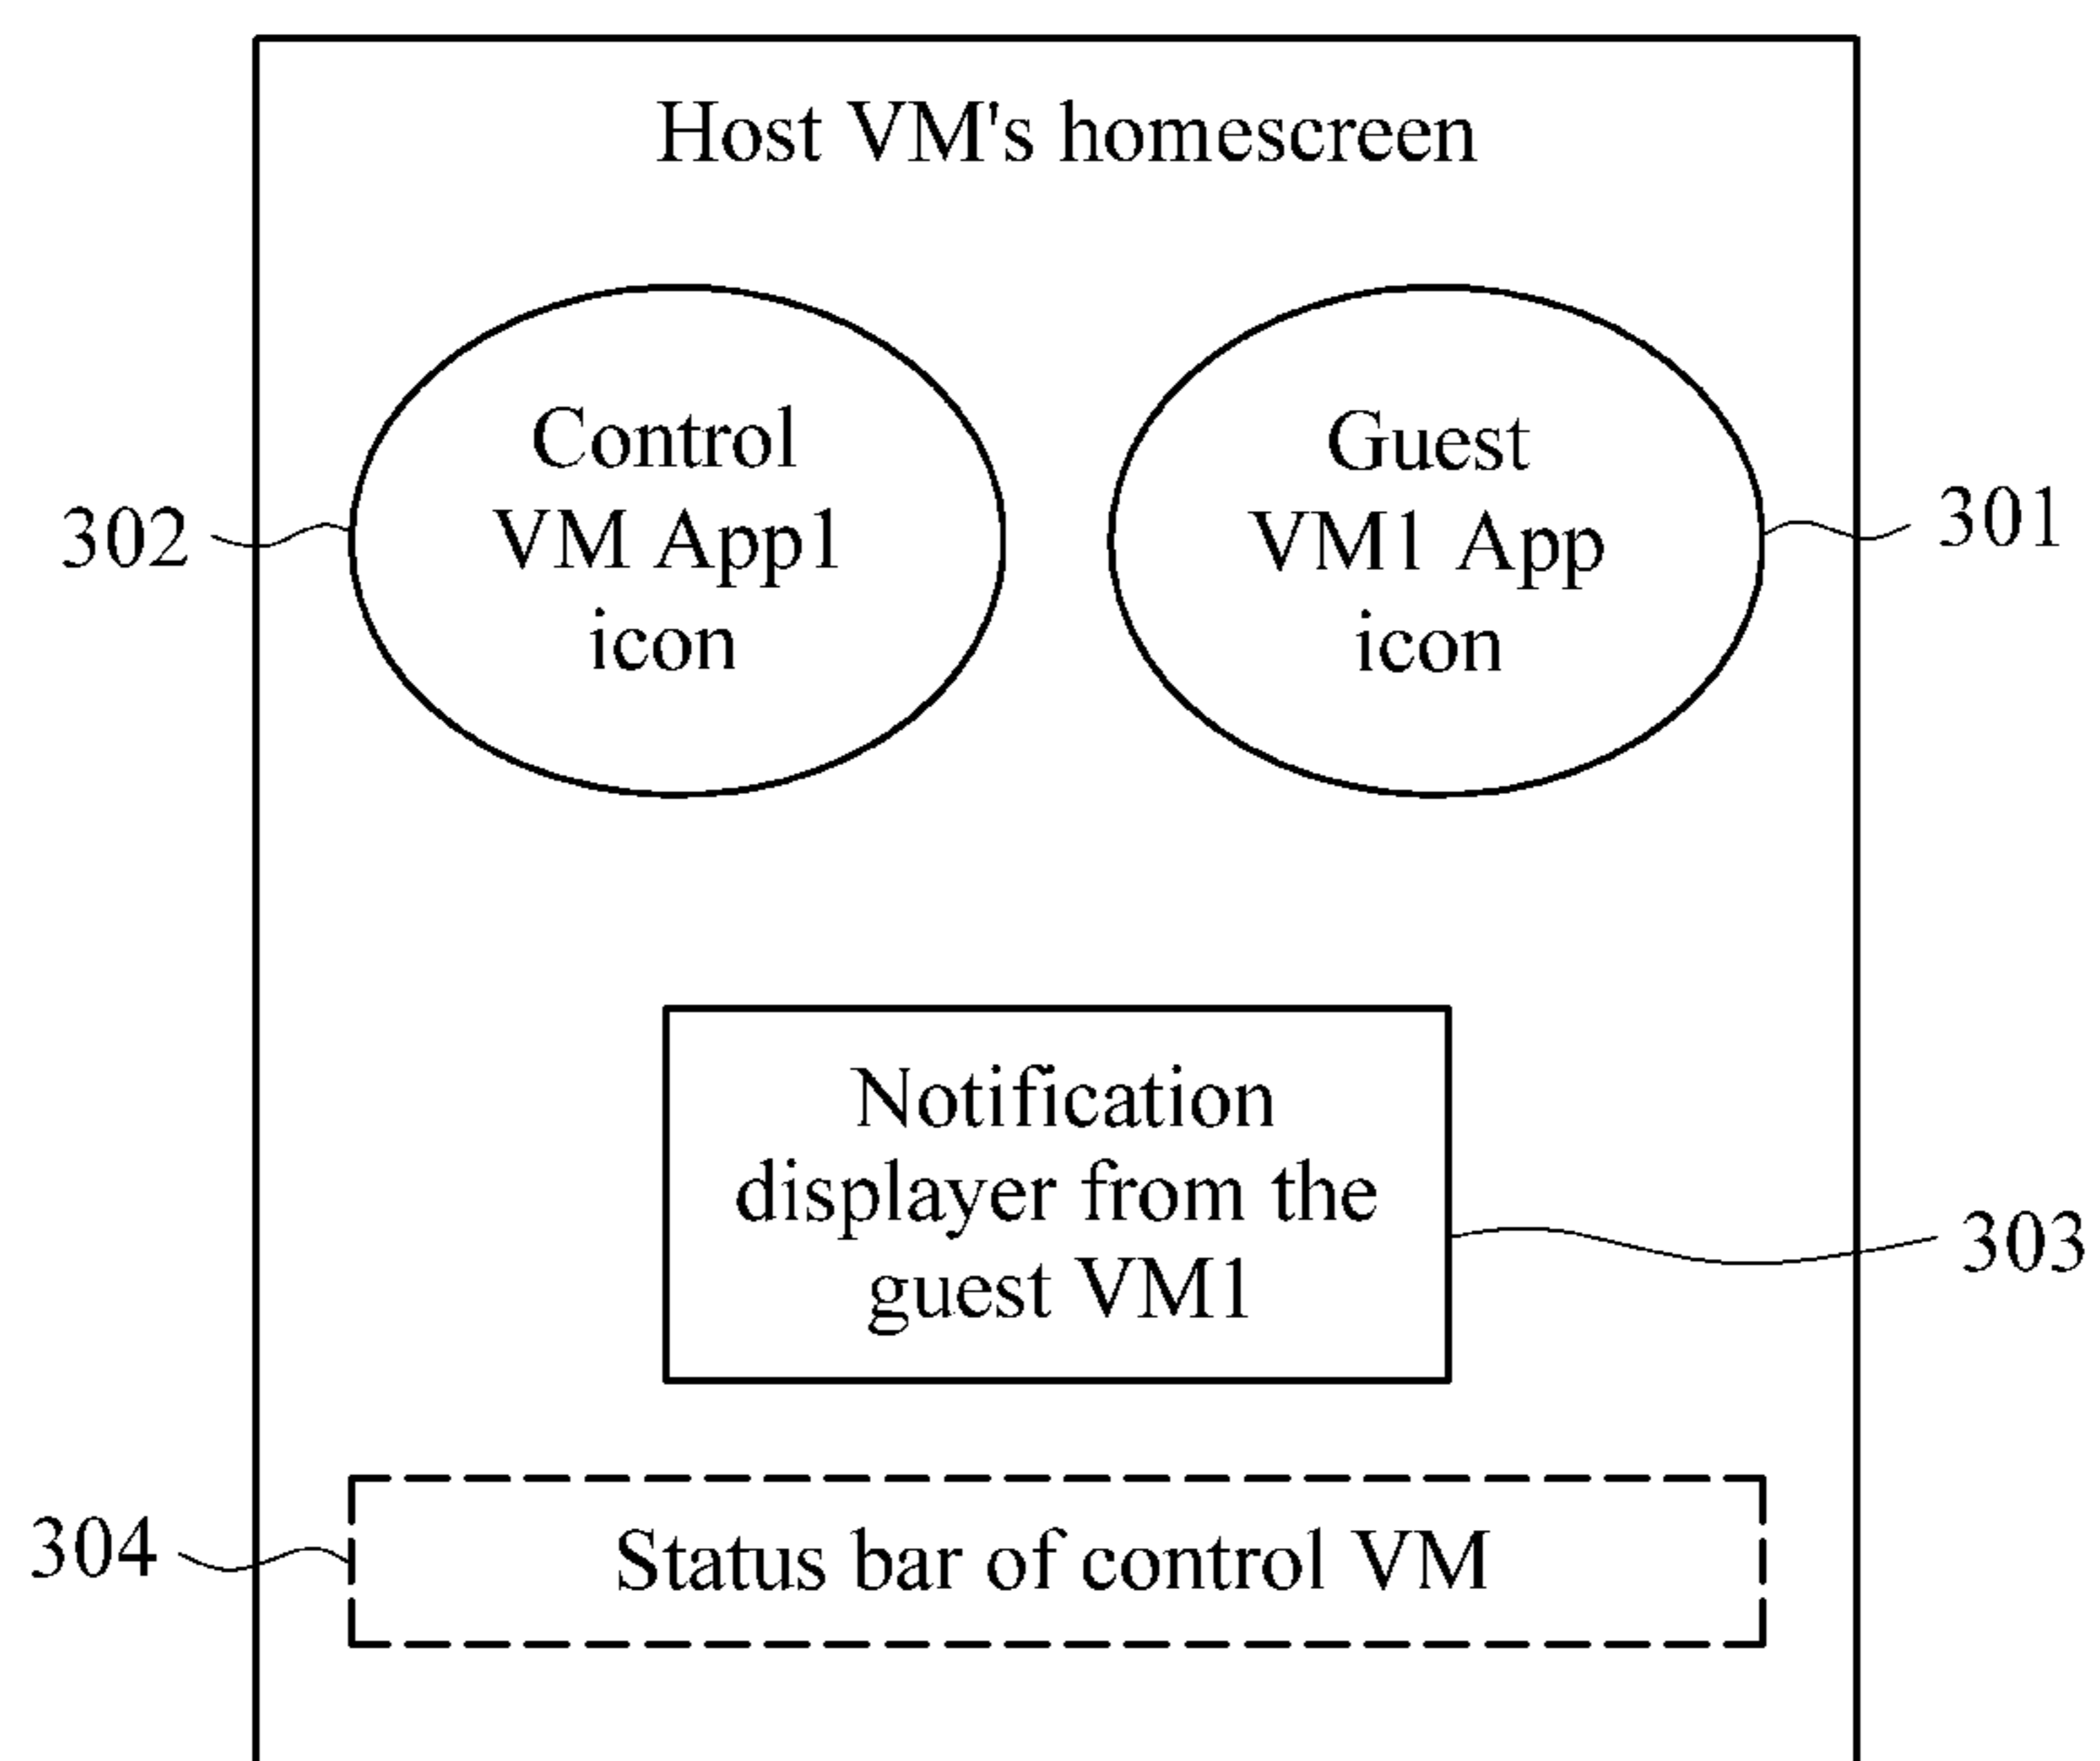 Host VM's homescreen
Control
VM App1
icon
Guest
VM1 App
icon
302
301
Notification
displayer from the
guest VM1
303
304
Status bar of control VM